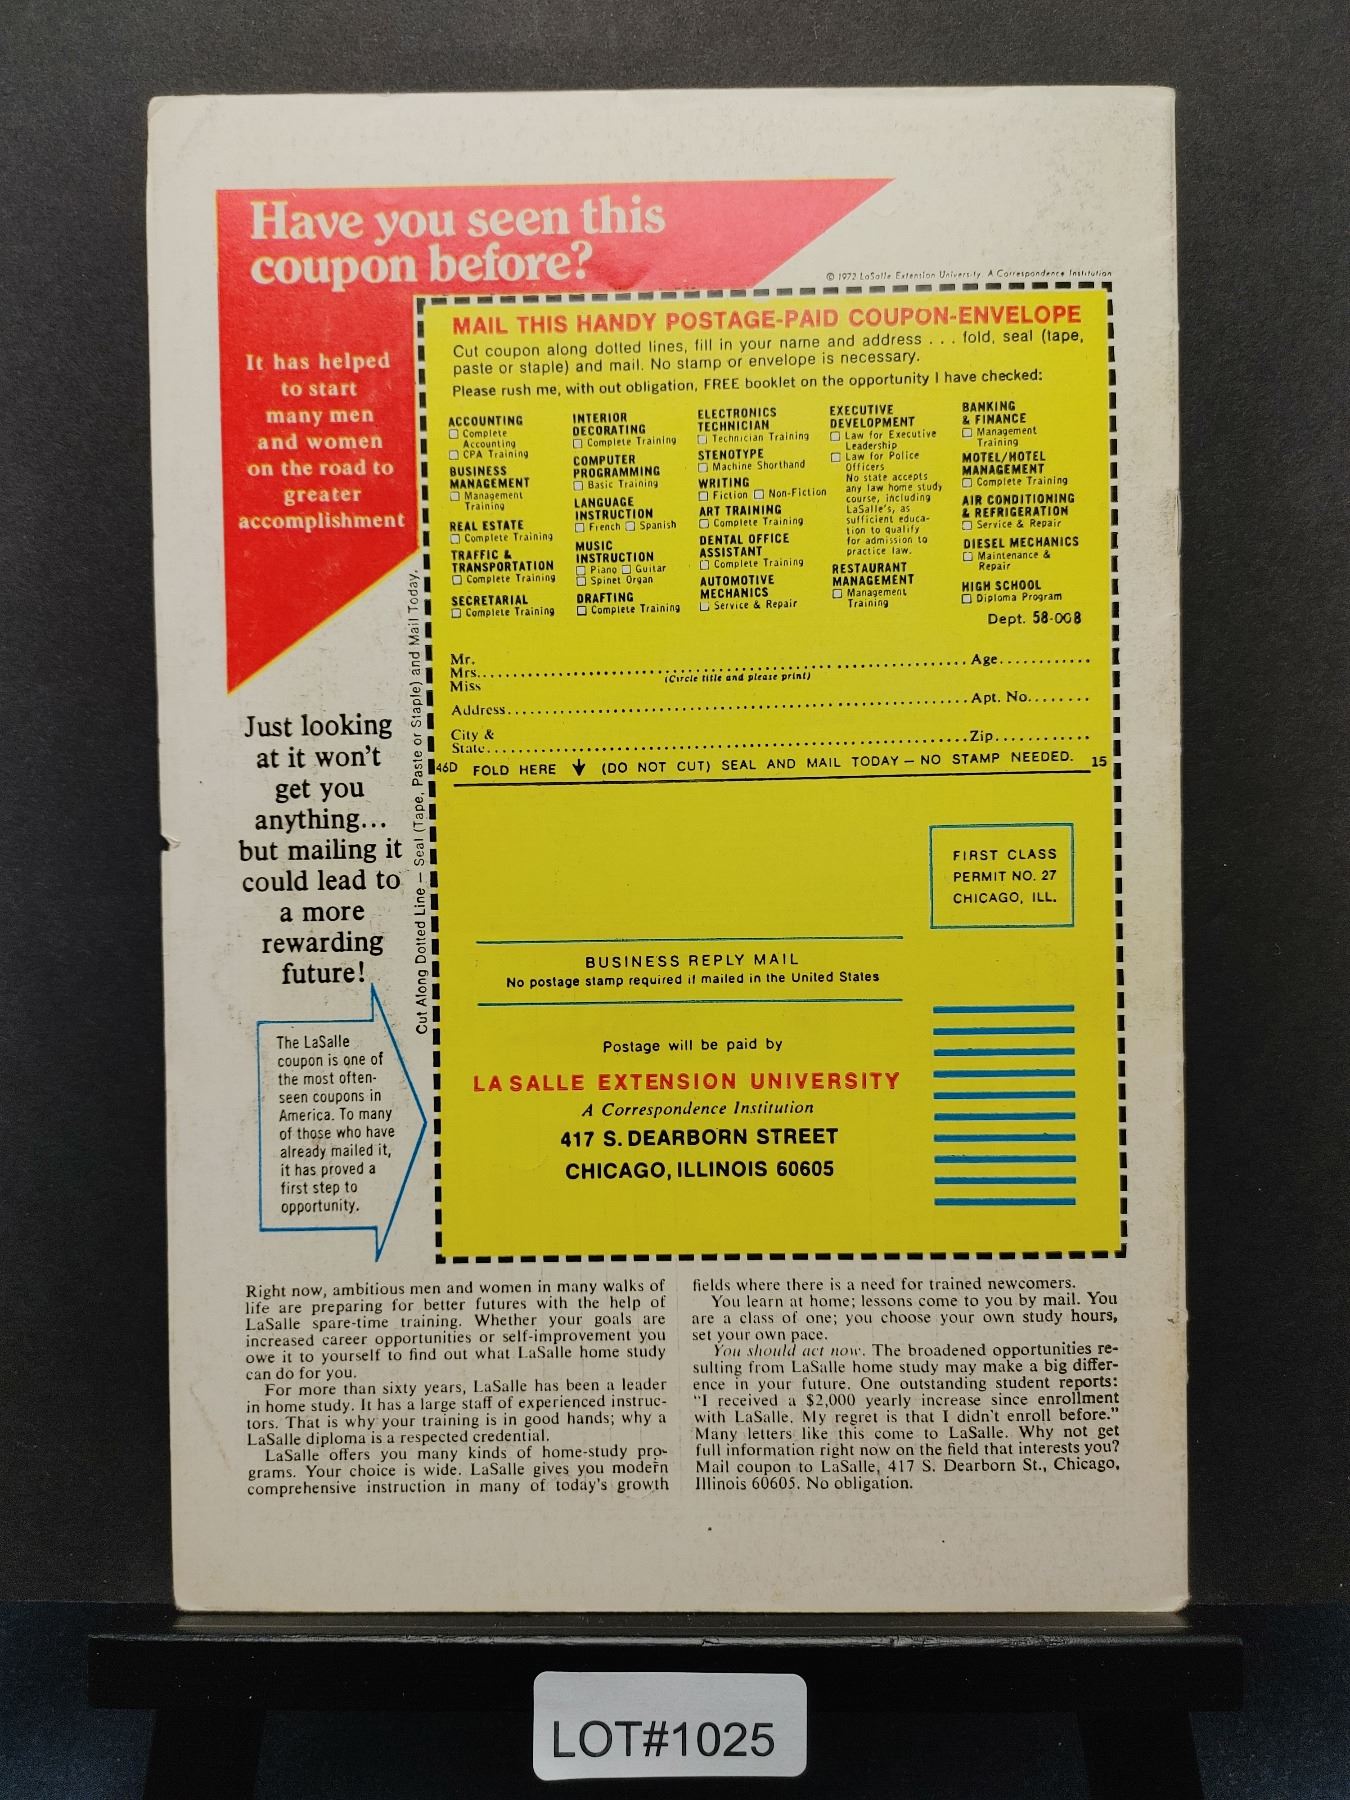 Have you seen this
coupon before?
© 1972 LaSalle Extension University. A Correspondence Institution
It has helped
to start
many men
and women
on the road to
greater
accomplishment
MAIL THIS HANDY POSTAGE-PAID COUPON-ENVELOPE
Cut coupon along dotted lines, fill in your name and address . . . fold, seal (tape,
paste or staple) and mail. No stamp or envelope is necessary.
Please rush me, with out obligation, FREE booklet on the opportunity I have checked:
ACCOUNTING
☐ Complete
Accounting
☐ CPA Training
BUSINESS
MANAGEMENT
☐ Management
Training
REAL ESTATE
☐ Complete Training
TRAFFIC &
TRANSPORTATION
☐ Complete Training
SECRETARIAL
☐ Complete Training
INTERIOR
DECORATING
☐ Complete Training
COMPUTER
PROGRAMMING
☐ Basic Training
LANGUAGE
INSTRUCTION
☐ French ☐ Spanish
MUSIC
INSTRUCTION
☐ Piano ☐ Guitar
☐ Spinet Organ
DRAFTING
☐ Complete Training
ELECTRONICS
TECHNICIAN
☐ Technician Training
STENOTYPE
☐ Machine Shorthand
WRITING
☐ Fiction ☐ Non-Fiction
ART TRAINING
☐ Complete Training
DENTAL OFFICE
ASSISTANT
☐ Complete Training
AUTOMOTIVE
MECHANICS
☐ Service & Repair
EXECUTIVE
DEVELOPMENT
☐ Law for Executive
Leadership
☐ Law for Police
Officers
No state accepts
any law home study
course, including
LaSalle's, as
sufficient educa-
tion to qualify
for admission to
practice law.
RESTAURANT
MANAGEMENT
☐ Management
Training
BANKING
& FINANCE
☐ Management
Training
MOTEL/HOTEL
MANAGEMENT
☐ Complete Training
AIR CONDITIONING
& REFRIGERATION
☐ Service & Repair
DIESEL MECHANICS
☐ Maintenance &
Repair
HIGH SCHOOL
☐ Diploma Program
Dept. 58-008
Mr.
Mrs. Age
Miss (Circle title and please print)
Address Apt. No.
City &
State Zip
46D FOLD HERE ↓ (DO NOT CUT) SEAL AND MAIL TODAY — NO STAMP NEEDED. 15
Cut Along Dotted Line — Seal (Tape, Paste or Staple) and Mail Today.
Just looking
at it won't
get you
anything...
but mailing it
could lead to
a more
rewarding
future!
FIRST CLASS
PERMIT NO. 27
CHICAGO, ILL.
BUSINESS REPLY MAIL
No postage stamp required if mailed in the United States
Postage will be paid by
LA SALLE EXTENSION UNIVERSITY
A Correspondence Institution
417 S. DEARBORN STREET
CHICAGO, ILLINOIS 60605
The LaSalle
coupon is one of
the most often-
seen coupons in
America. To many
of those who have
already mailed it,
it has proved a
first step to
opportunity.
Right now, ambitious men and women in many walks of
life are preparing for better futures with the help of
LaSalle spare-time training. Whether your goals are
increased career opportunities or self-improvement you
owe it to yourself to find out what LaSalle home study
can do for you.
For more than sixty years, LaSalle has been a leader
in home study. It has a large staff of experienced instruc-
tors. That is why your training is in good hands; why a
LaSalle diploma is a respected credential.
LaSalle offers you many kinds of home-study pro-
grams. Your choice is wide. LaSalle gives you modern
comprehensive instruction in many of today's growth
fields where there is a need for trained newcomers.
You learn at home; lessons come to you by mail. You
are a class of one; you choose your own study hours,
set your own pace.
You should act now. The broadened opportunities re-
sulting from LaSalle home study may make a big differ-
ence in your future. One outstanding student reports:
"I received a $2,000 yearly increase since enrollment
with LaSalle. My regret is that I didn't enroll before."
Many letters like this come to LaSalle. Why not get
full information right now on the field that interests you?
Mail coupon to LaSalle, 417 S. Dearborn St., Chicago,
Illinois 60605. No obligation.
LOT#1025